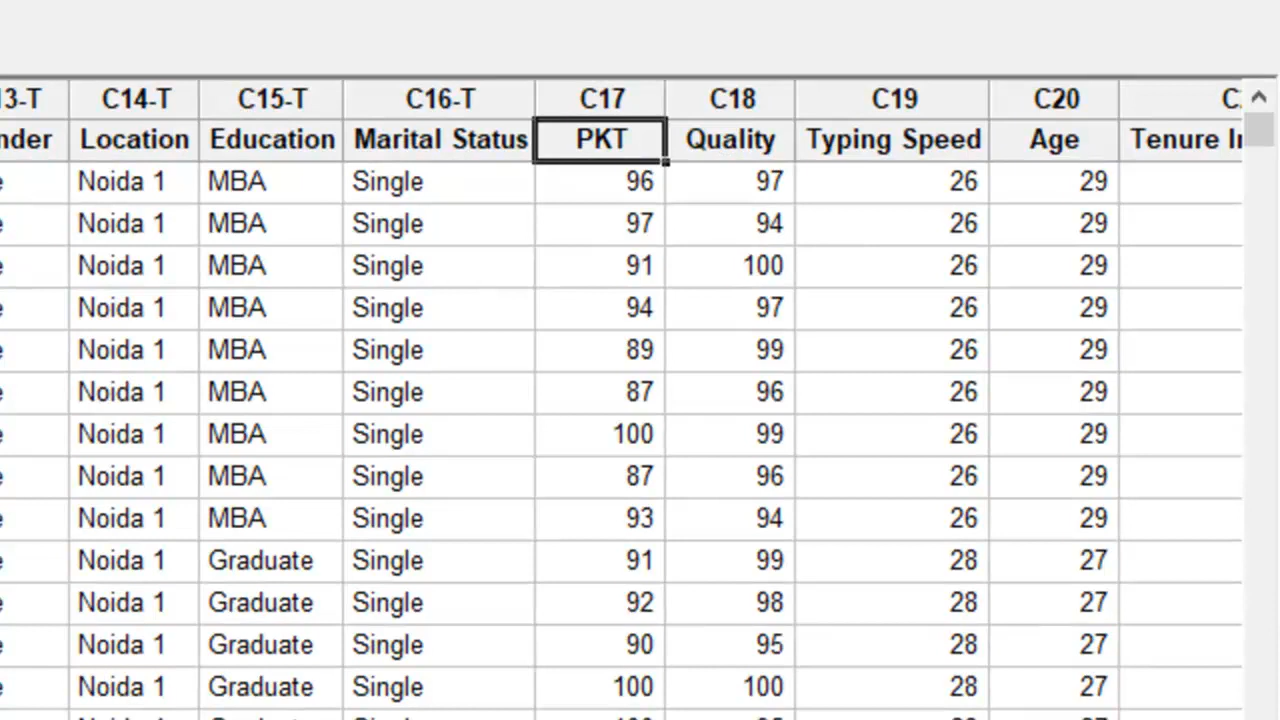 13-T C14-T C15-T C16-T C17 C18 C19 C20
nder Location Education Marital Status PKT Quality Typing Speed Age Tenure
e Noida 1 MBA Single 96 97 26 29
e Noida 1 MBA Single 97 94 26 29
e Noida 1 MBA Single 91 100 26 29
e Noida 1 MBA Single 94 97 26 29
e Noida 1 MBA Single 89 99 26 29
e Noida 1 MBA Single 87 96 26 29
e Noida 1 MBA Single 100 99 26 29
e Noida 1 MBA Single 87 96 26 29
e Noida 1 MBA Single 93 94 26 29
e Noida 1 Graduate Single 91 99 28 27
e Noida 1 Graduate Single 92 98 28 27
e Noida 1 Graduate Single 90 95 28 27
e Noida 1 Graduate Single 100 100 28 27